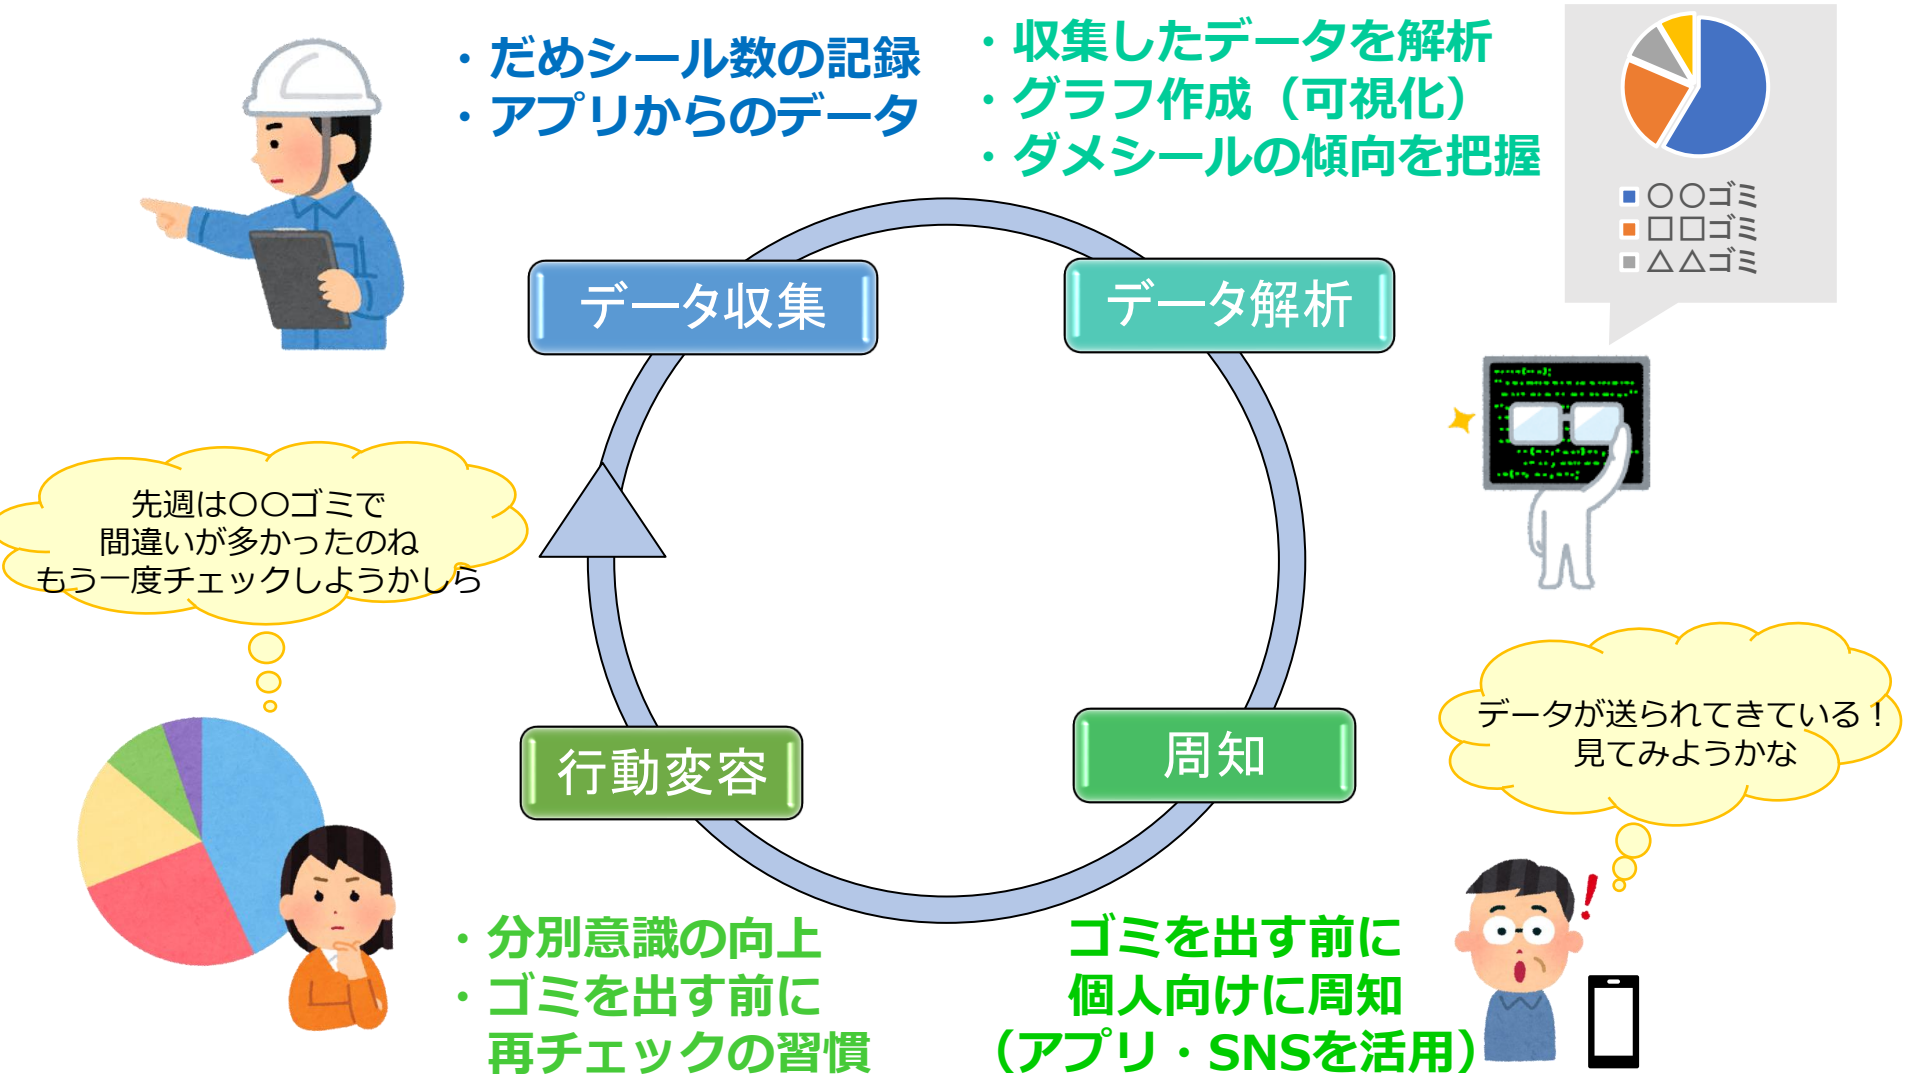 ・だめシール数の記録
・アプリからのデータ
・収集したデータを解析
・グラフ作成（可視化）
・ダメシールの傾向を把握
〇〇ゴミ
□□ゴミ
△△ゴミ
データ収集
データ解析
先週は〇〇ゴミで
間違いが多かったのね
もう一度チェックしようかしら
データが送られてきている！
見てみようかな
行動変容
周知
・分別意識の向上
・ゴミを出す前に
再チェックの習慣
ゴミを出す前に
個人向けに周知
（アプリ・SNSを活用）